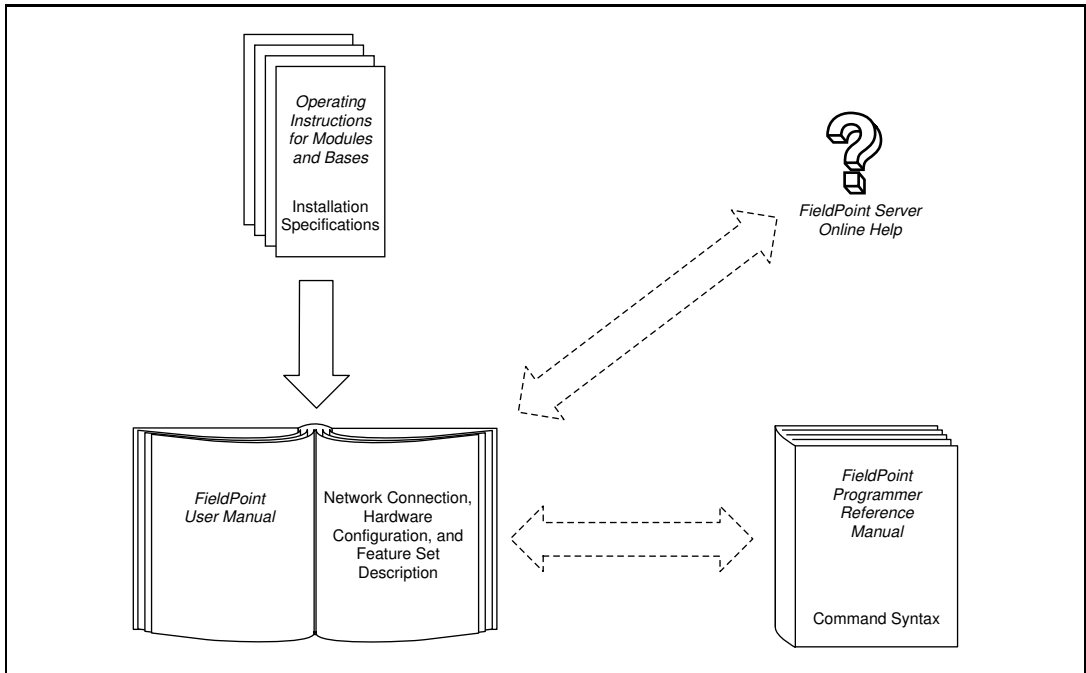 Operating
Instructions
for Modules
and Bases
Installation
Specifications
FieldPoint Server
Online Help
FieldPoint
User Manual
Network Connection,
Hardware
Configuration, and
Feature Set
Description
FieldPoint
Programmer
Reference
Manual
Command Syntax